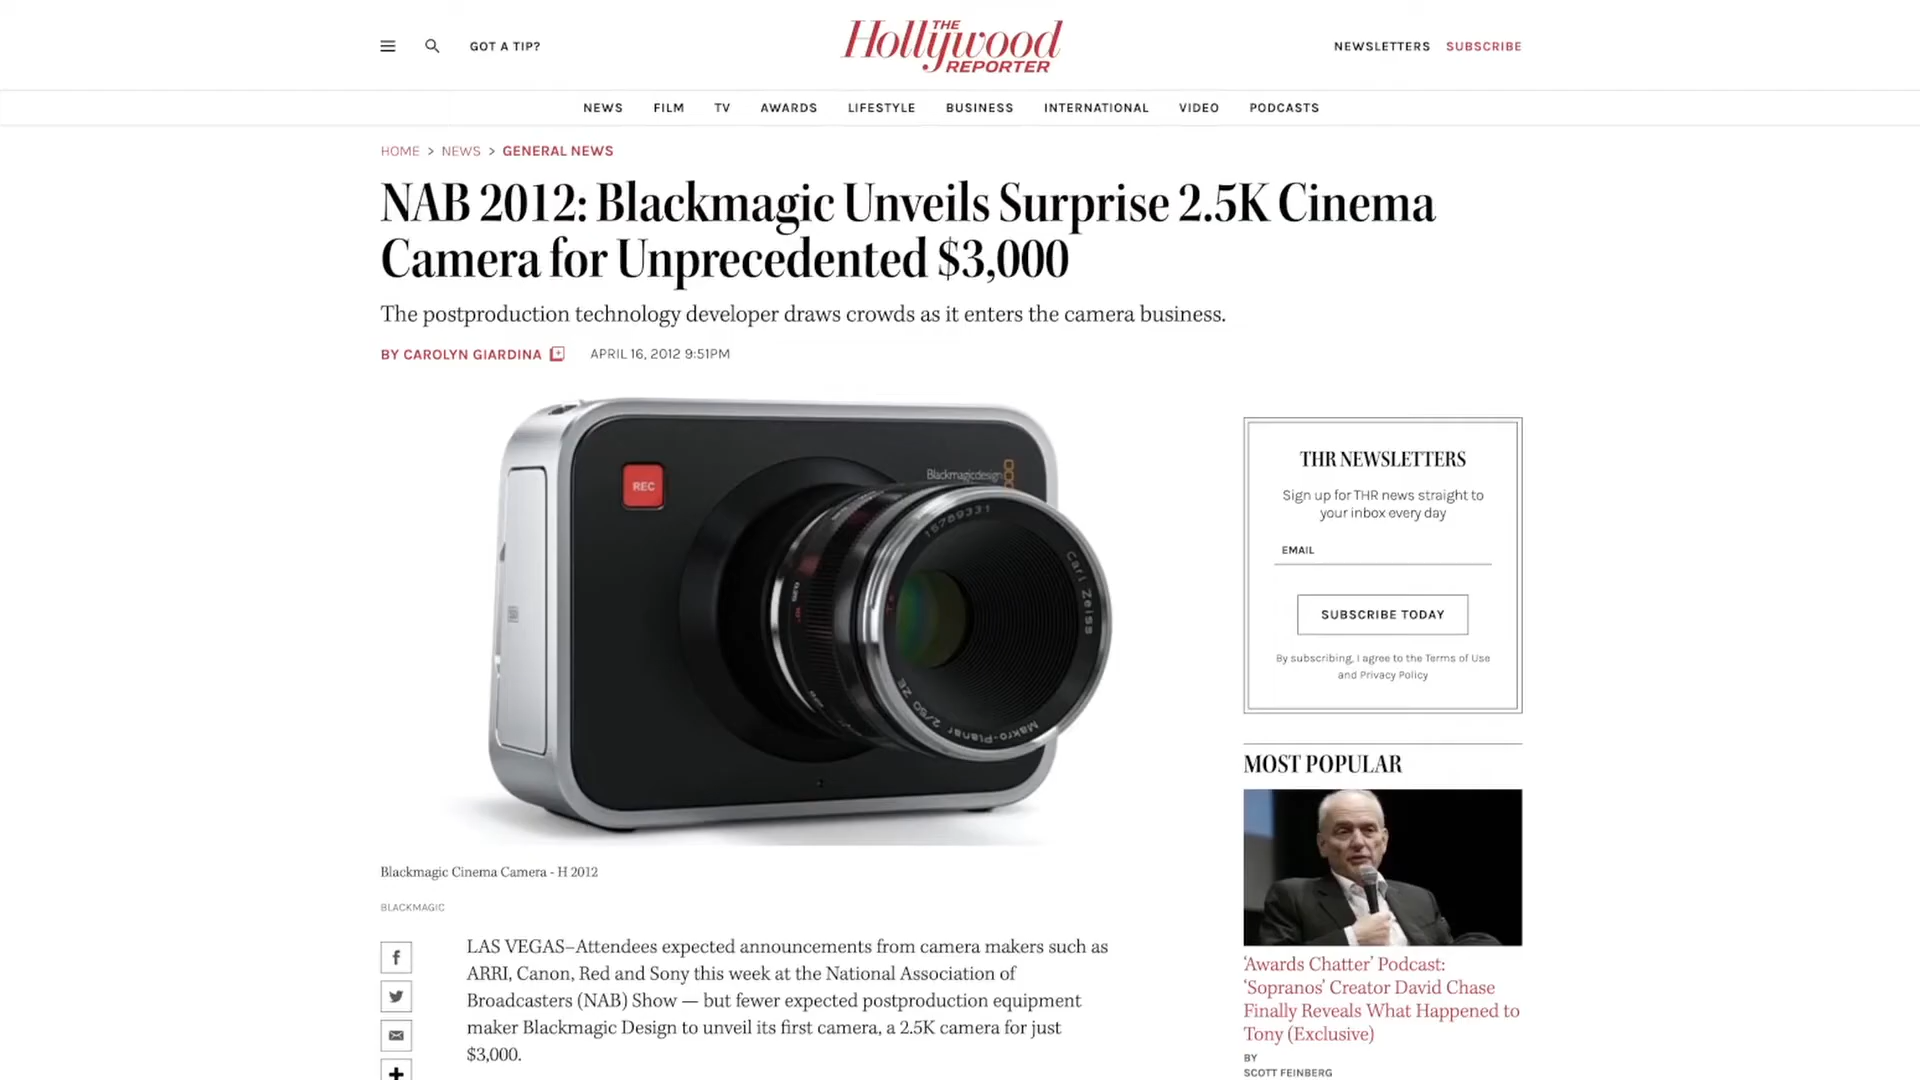 GOT A TIP?
THE
Hollywood
REPORTER
NEWSLETTERS SUBSCRIBE
NEWS FILM TV AWARDS LIFESTYLE BUSINESS INTERNATIONAL VIDEO PODCASTS
HOME > NEWS > GENERAL NEWS
NAB 2012: Blackmagic Unveils Surprise 2.5K Cinema
Camera for Unprecedented $3,000
The postproduction technology developer draws crowds as it enters the camera business.
BY CAROLYN GIARDINA APRIL 16, 2012 9:51PM
REC
Blackmagicdesign
15789331
Carl Zeiss
Makro-Planar 2/50 ZE
Blackmagic Cinema Camera - H 2012
BLACKMAGIC
LAS VEGAS–Attendees expected announcements from camera makers such as
ARRI, Canon, Red and Sony this week at the National Association of
Broadcasters (NAB) Show — but fewer expected postproduction equipment
maker Blackmagic Design to unveil its first camera, a 2.5K camera for just
$3,000.
THR NEWSLETTERS
Sign up for THR news straight to
your inbox every day
EMAIL
SUBSCRIBE TODAY
By subscribing, I agree to the Terms of Use
and Privacy Policy
MOST POPULAR
‘Awards Chatter’ Podcast:
‘Sopranos’ Creator David Chase
Finally Reveals What Happened to
Tony (Exclusive)
BY
SCOTT FEINBERG